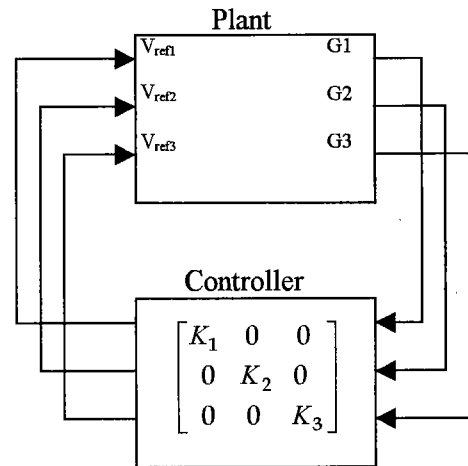 Plant
Vref1 G1
Vref2 G2
Vref3 G3
Controller
K1 0 0
0 K2 0
0 0 K3